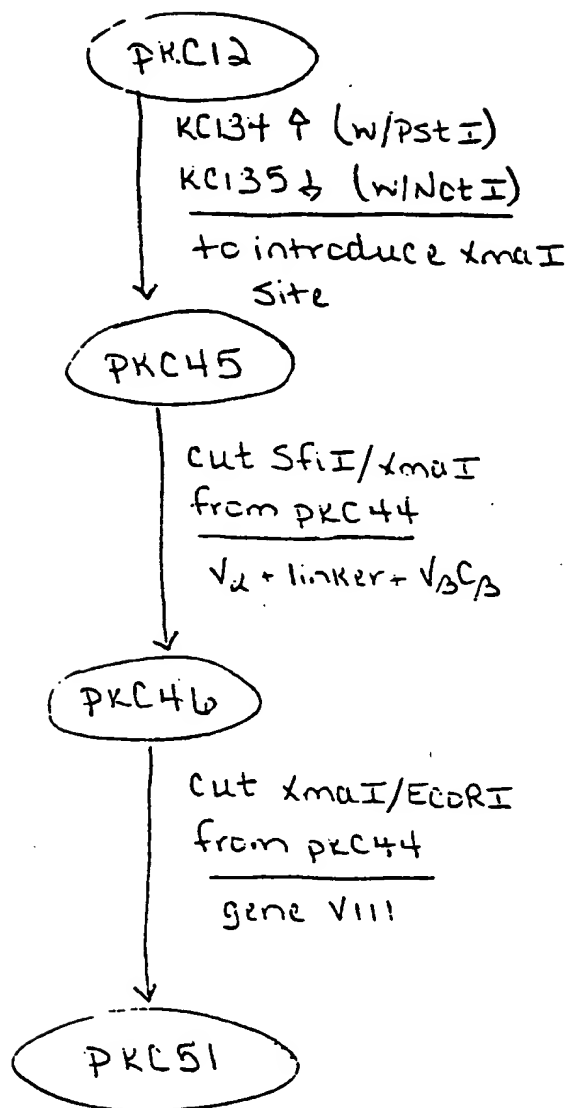 pKC12
KC134 ↑ (w/PstI)
KC135 ↓ (w/NotI)
to introduce XmaI
site
pKC45
cut SfiI/XmaI
from pKC44
Vα + linker + VβCβ
pKC46
cut XmaI/EcoRI
from pKC44
gene VIII
pKC51